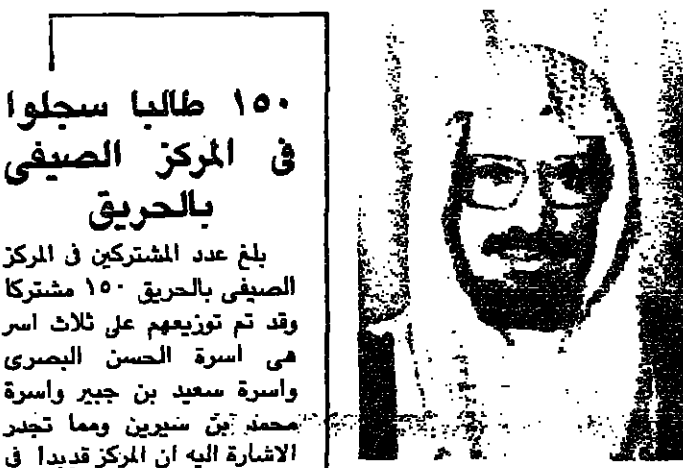 ١٥٠ طالبا سجلوا
فى المركز الصيفى
بالحريق
بلغ عدد المشتركين فى المركز
الصيفى بالحريق ١٥٠ مشتركا
وقد تم توزيعهم على ثلاث اسر
هى اسرة الحسن البصرى
واسرة سعيد بن جبير واسرة
محمد بن سيرين ومما تجدر
الاشارة اليه ان المركز قدبدا فى